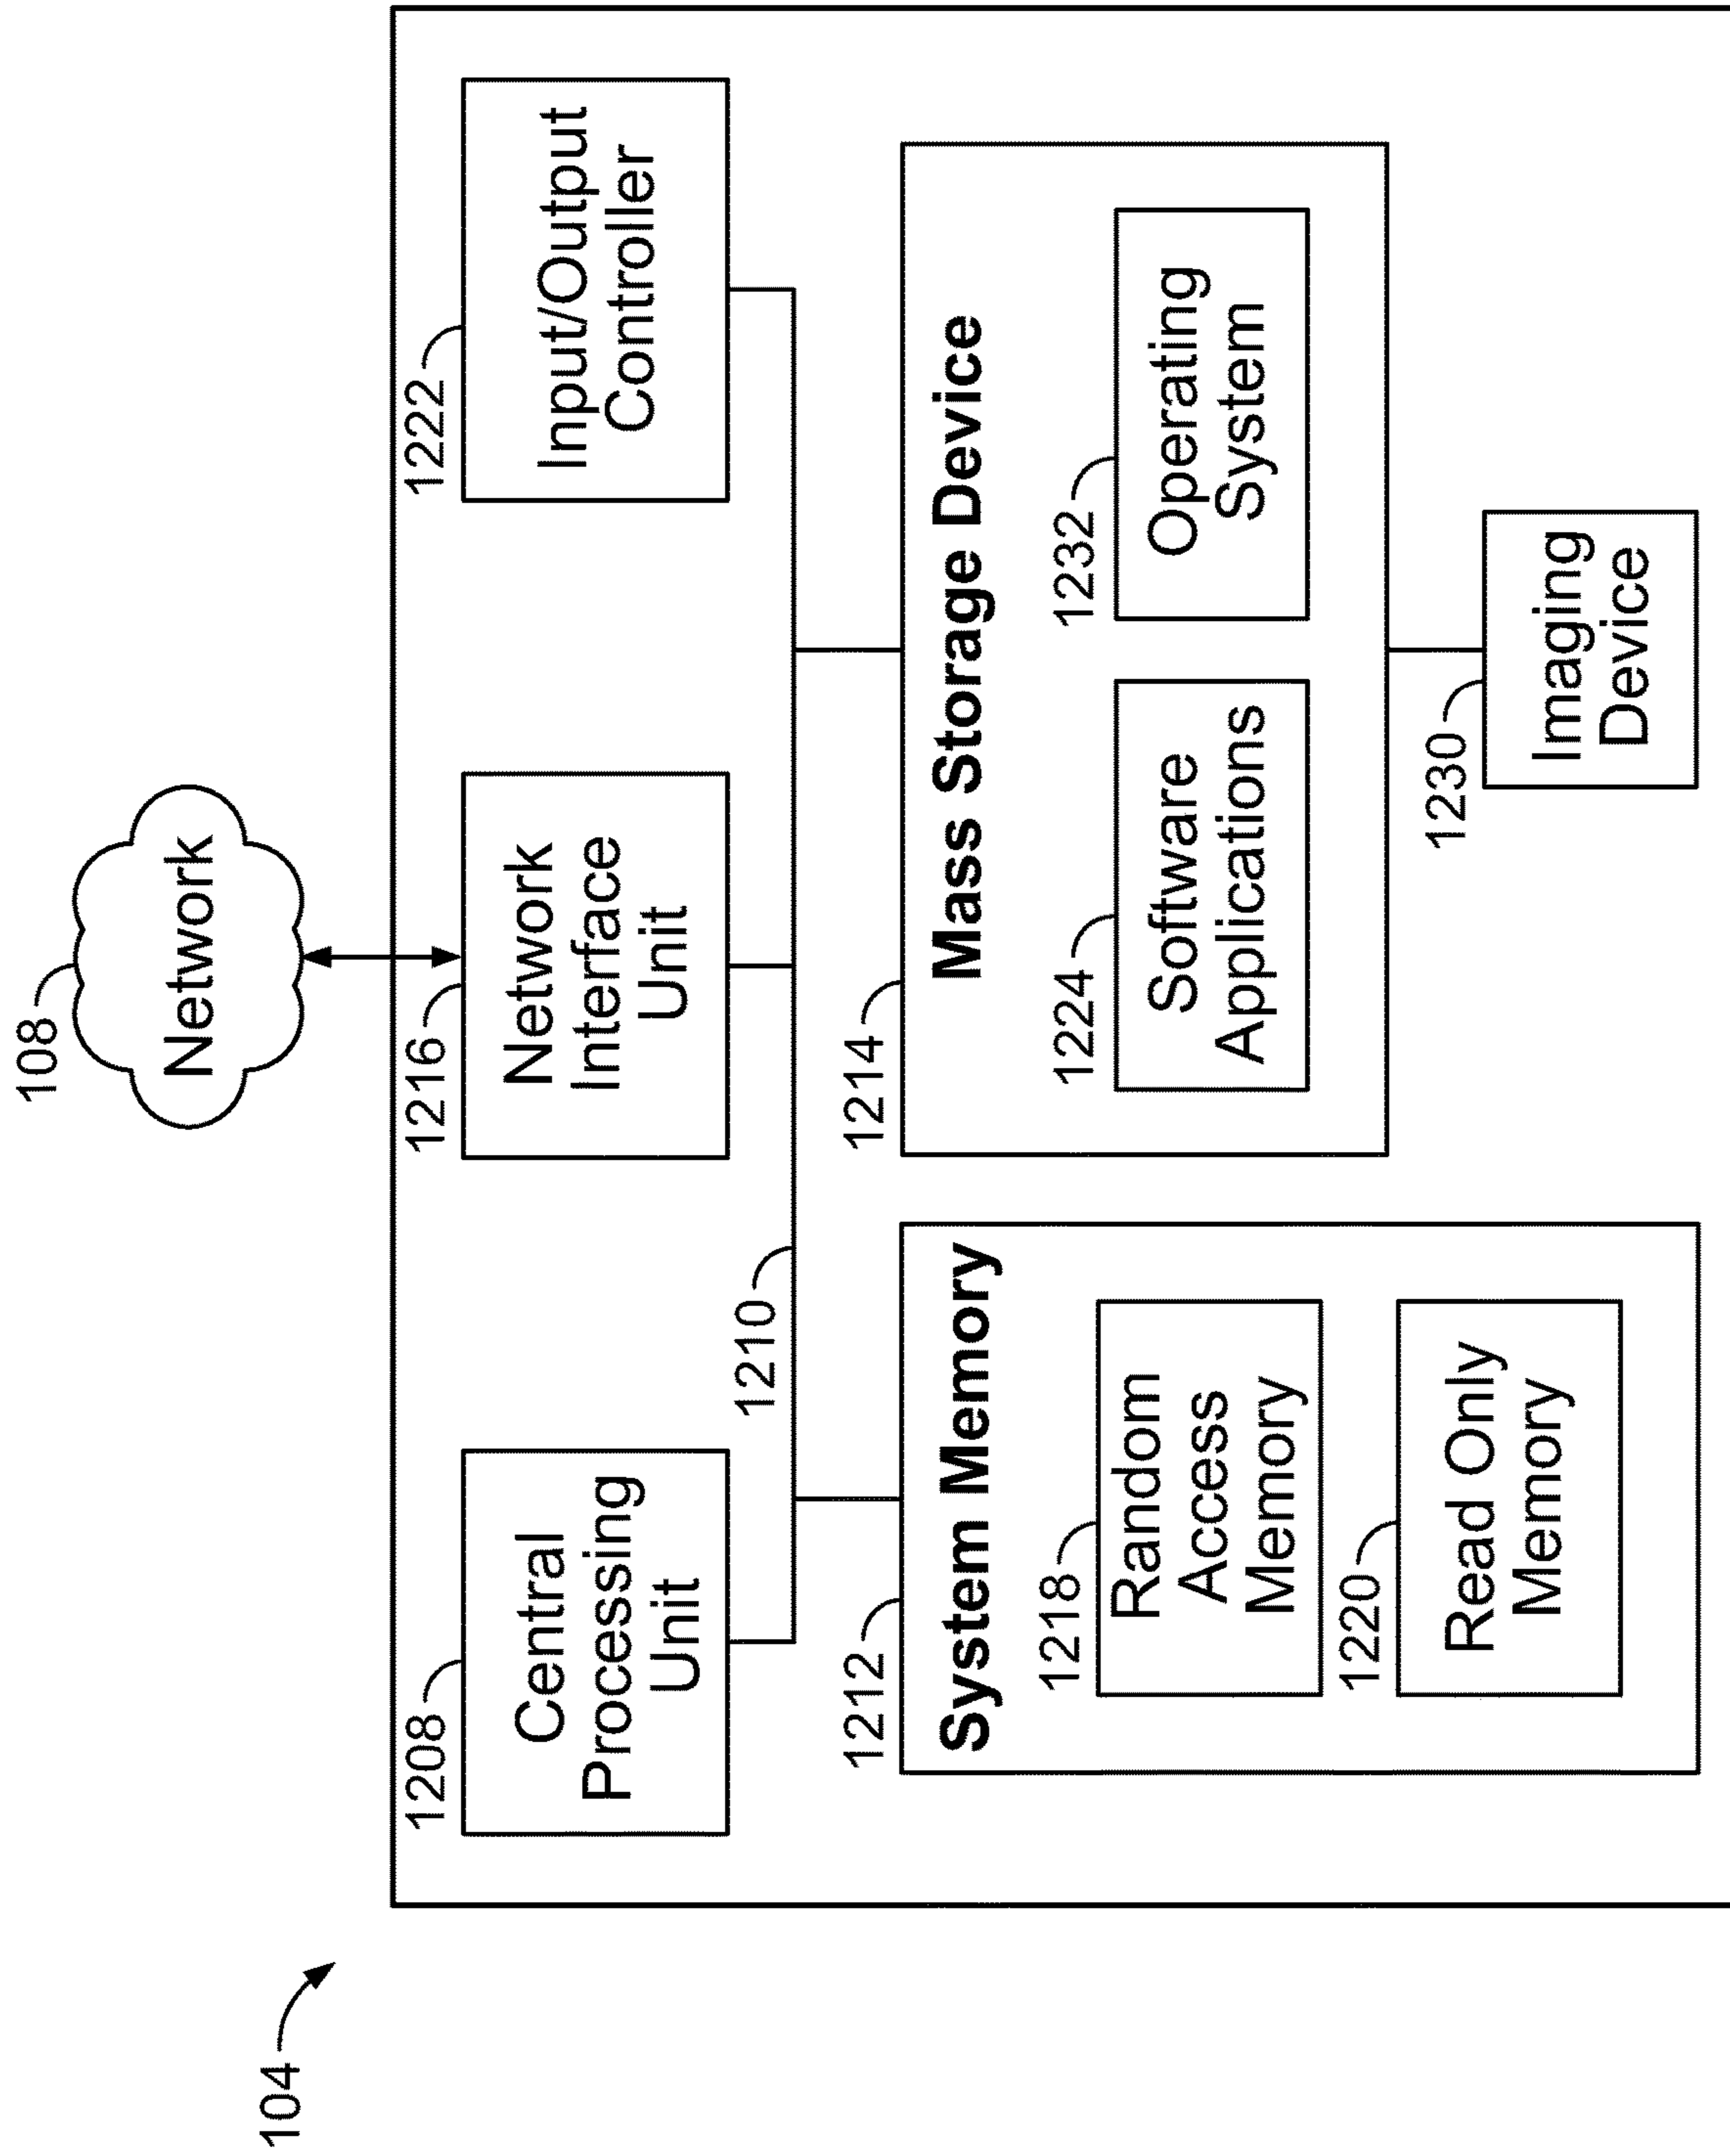 104
108
Network
1208
Central
Processing
Unit
1216
Network
Interface
Unit
1222
Input/Output
Controller
1210
1212
System Memory
1218
Random
Access
Memory
1220
Read Only
Memory
1214
Mass Storage Device
1224
Software
Applications
1232
Operating
System
1230
Imaging
Device